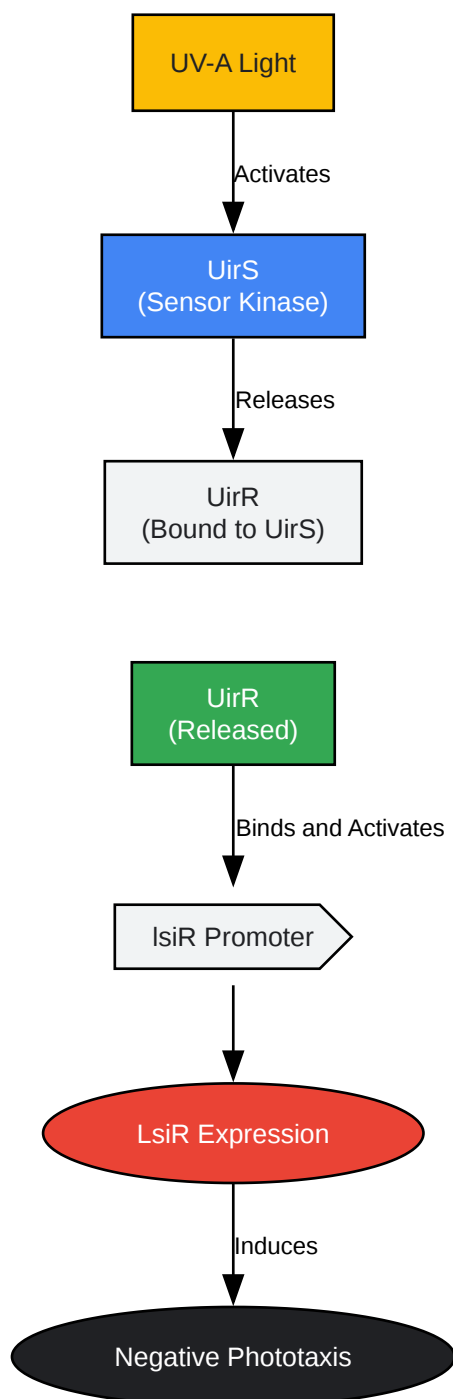 UV-A Light
Activates
UirS
(Sensor Kinase)
Releases
UirR
(Bound to UirS)
UirR
(Released)
Binds and Activates
lsiR Promoter
LsiR Expression
Induces
Negative Phototaxis